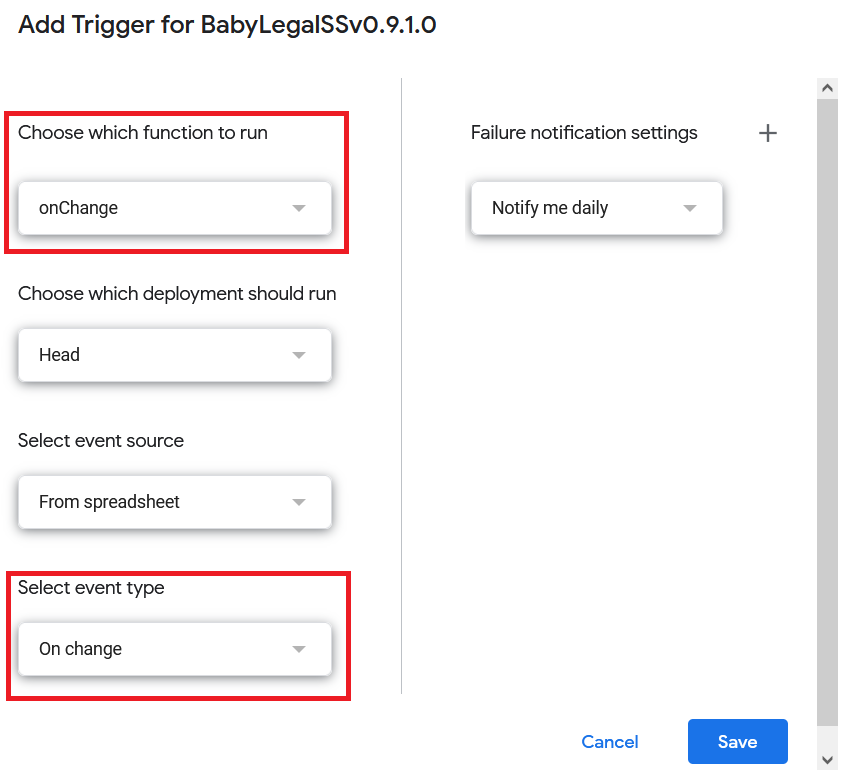 Add Trigger for BabyLegalSSv0.9.1.0
Choose which function to run
onChange
Choose which deployment should run
Head
Select event source
From spreadsheet
Select event type
On change
Failure notification settings
Notify me daily
Cancel
Save